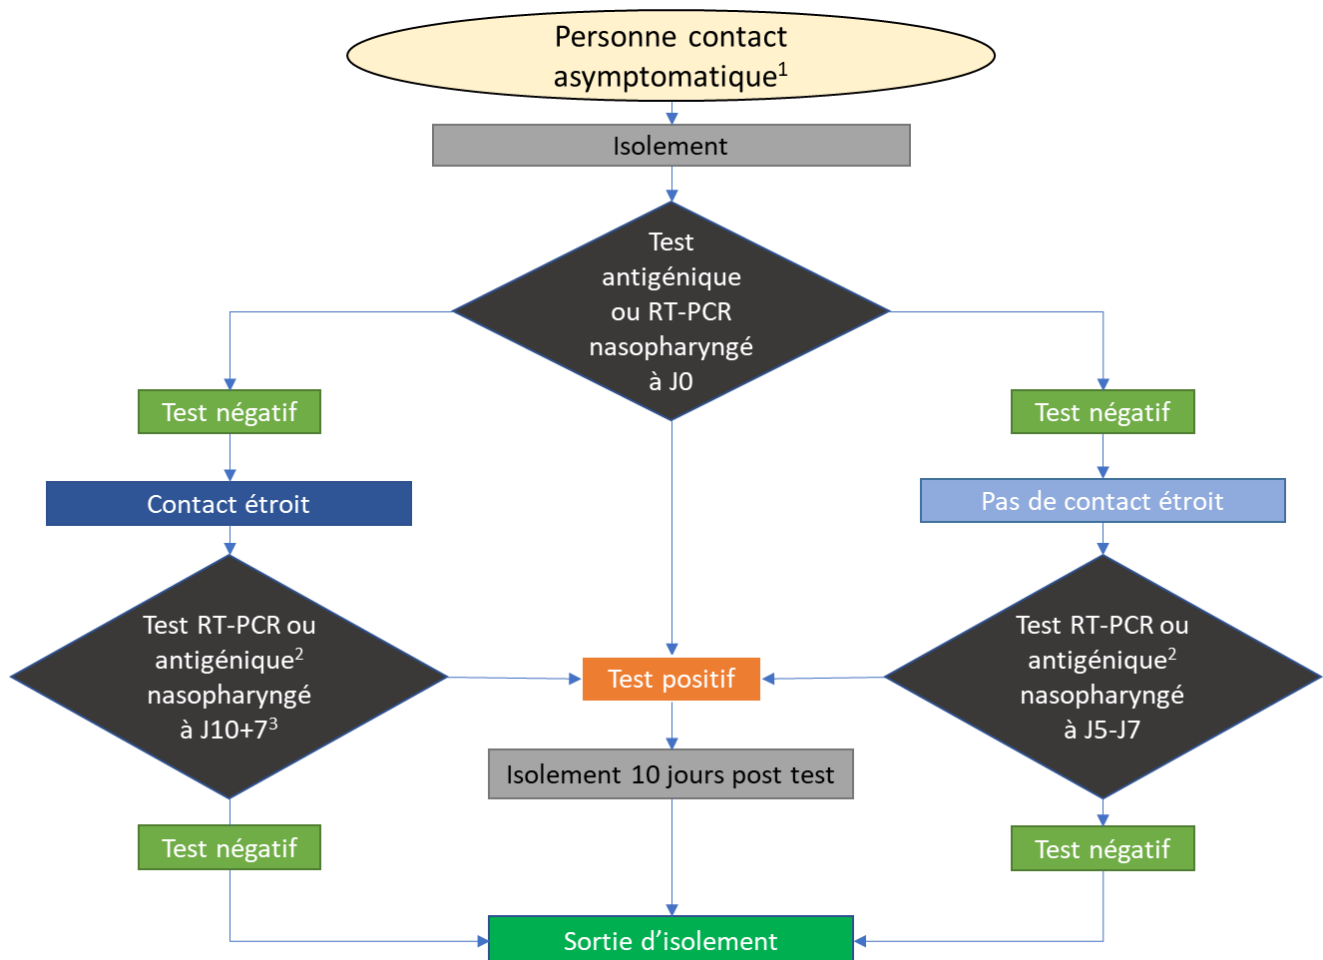 Personne contact
asymptomatique¹
Isolement
Test
antigénique
ou RT-PCR
nasopharyngé
à J0
Test négatif
Test négatif
Contact étroit
Pas de contact étroit
Test RT-PCR ou
antigénique²
nasopharyngé
à J10+7³
Test positif
Test RT-PCR ou
antigénique²
nasopharyngé
à J5-J7
Isolement 10 jours post test
Test négatif
Test négatif
Sortie d’isolement